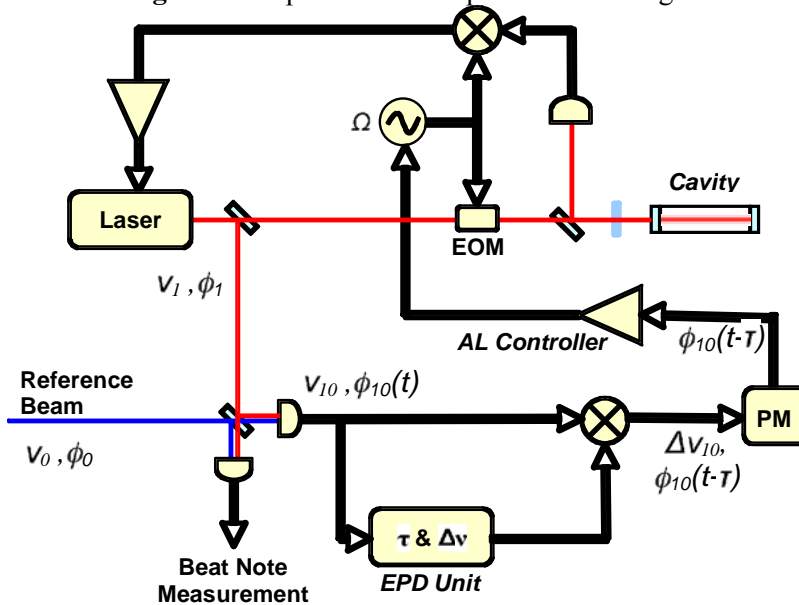 Ω
Laser
EOM
Cavity
ν1 ,ϕ1
AL Controller
ϕ10(t-τ)
Reference
Beam
ν10 ,ϕ10(t)
ν0 ,ϕ0
PM
Δν10,
ϕ10(t-τ)
τ & Δν
EPD Unit
Beat Note
Measurement